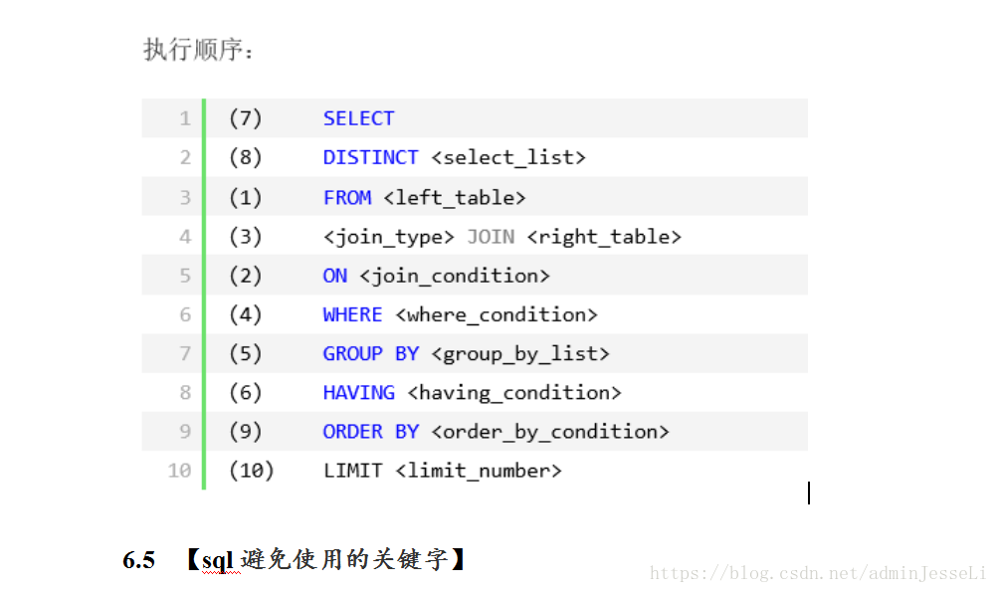 执行顺序：
1 (7) SELECT
2 (8) DISTINCT <select_list>
3 (1) FROM <left_table>
4 (3) <join_type> JOIN <right_table>
5 (2) ON <join_condition>
6 (4) WHERE <where_condition>
7 (5) GROUP BY <group_by_list>
8 (6) HAVING <having_condition>
9 (9) ORDER BY <order_by_condition>
10 (10) LIMIT <limit_number>
6.5 【sql 避免使用的关键字】
https://blog.csdn.net/adminJesseLi